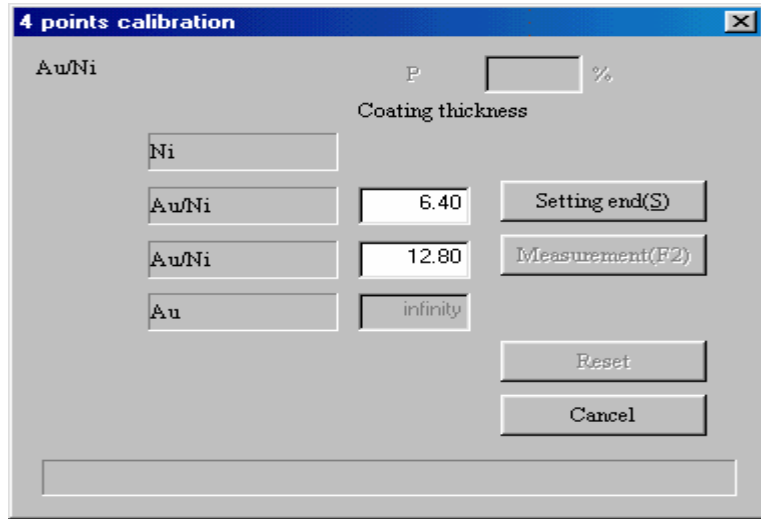 4 points calibration
Au/Ni P %
Coating thickness
Ni
Au/Ni 6.40 Setting end(S)
Au/Ni 12.80 Measurement(F2)
Au infinity
Reset
Cancel